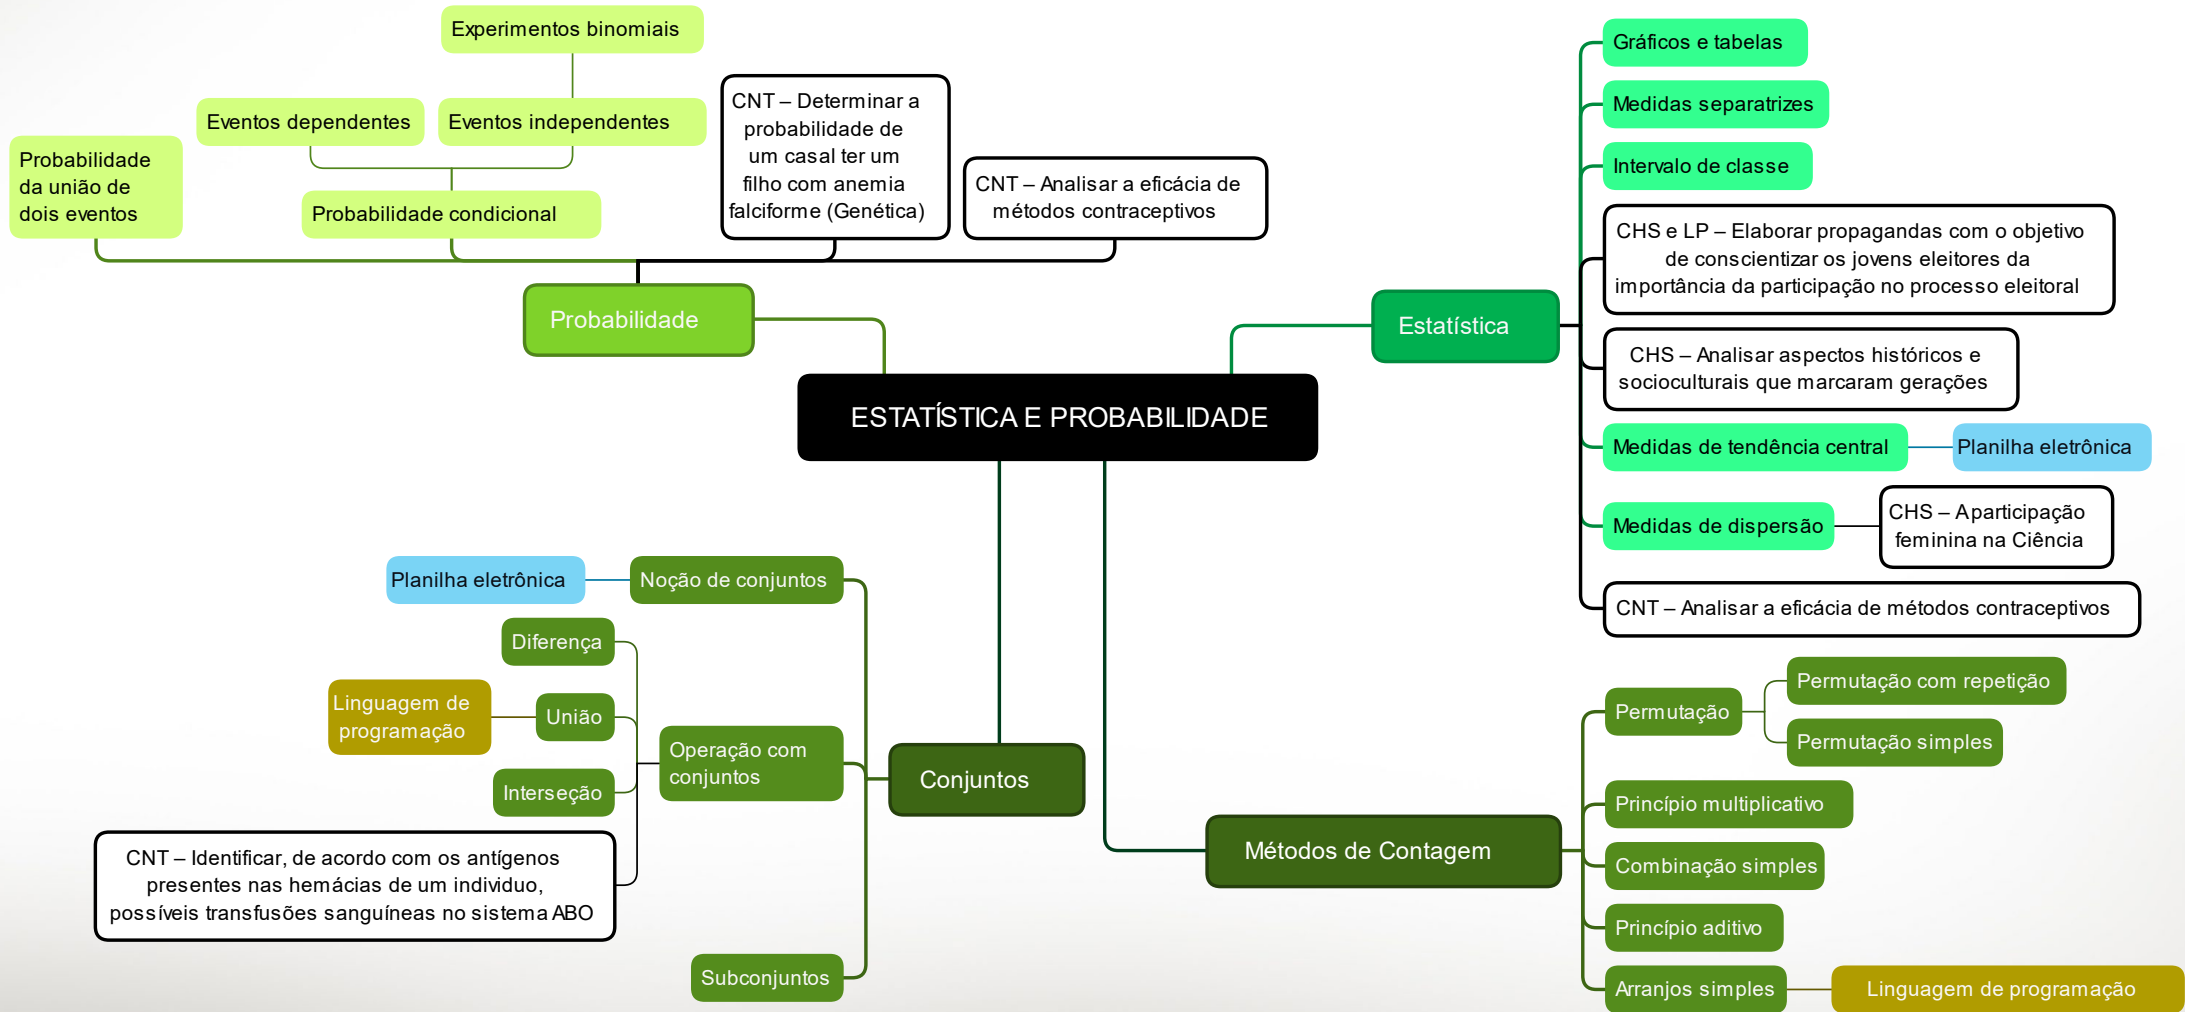 Experimentos binomiais
Eventos dependentes
Eventos independentes
Probabilidade
da união de
dois eventos
Probabilidade condicional
CNT – Determinar a
probabilidade de
um casal ter um
filho com anemia
falciforme (Genética)
CNT – Analisar a eficácia de
métodos contraceptivos
Probabilidade
ESTATÍSTICA E PROBABILIDADE
Estatística
Gráficos e tabelas
Medidas separatrizes
Intervalo de classe
CHS e LP – Elaborar propagandas com o objetivo
de conscientizar os jovens eleitores da
importância da participação no processo eleitoral
CHS – Analisar aspectos históricos e
socioculturais que marcaram gerações
Medidas de tendência central
Planilha eletrônica
Medidas de dispersão
CHS – A participação
feminina na Ciência
CNT – Analisar a eficácia de métodos contraceptivos
Planilha eletrônica
Noção de conjuntos
Diferença
Linguagem de
programação
União
Interseção
Operação com
conjuntos
Conjuntos
CNT – Identificar, de acordo com os antígenos
presentes nas hemácias de um individuo,
possíveis transfusões sanguíneas no sistema ABO
Subconjuntos
Métodos de Contagem
Permutação
Permutação com repetição
Permutação simples
Princípio multiplicativo
Combinação simples
Princípio aditivo
Arranjos simples
Linguagem de programação